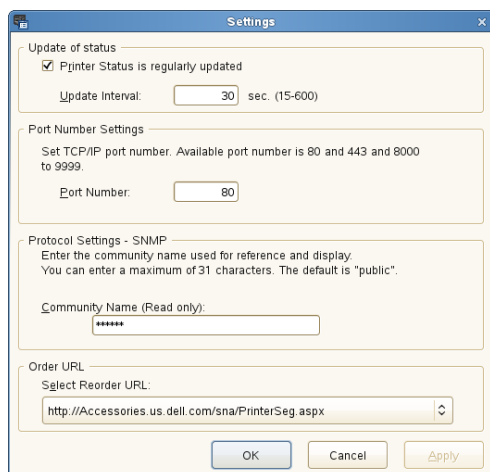 Settings
Update of status
Printer Status is regularly updated
Update Interval: 30 sec. (15-600)
Port Number Settings
Set TCP/IP port number. Available port number is 80 and 443 and 8000
to 9999.
Port Number: 80
Protocol Settings - SNMP
Enter the community name used for reference and display.
You can enter a maximum of 31 characters. The default is "public".
Community Name (Read only):
******
Order URL
Select Reorder URL:
http://Accessories.us.dell.com/sna/PrinterSeg.aspx
OK Cancel Apply